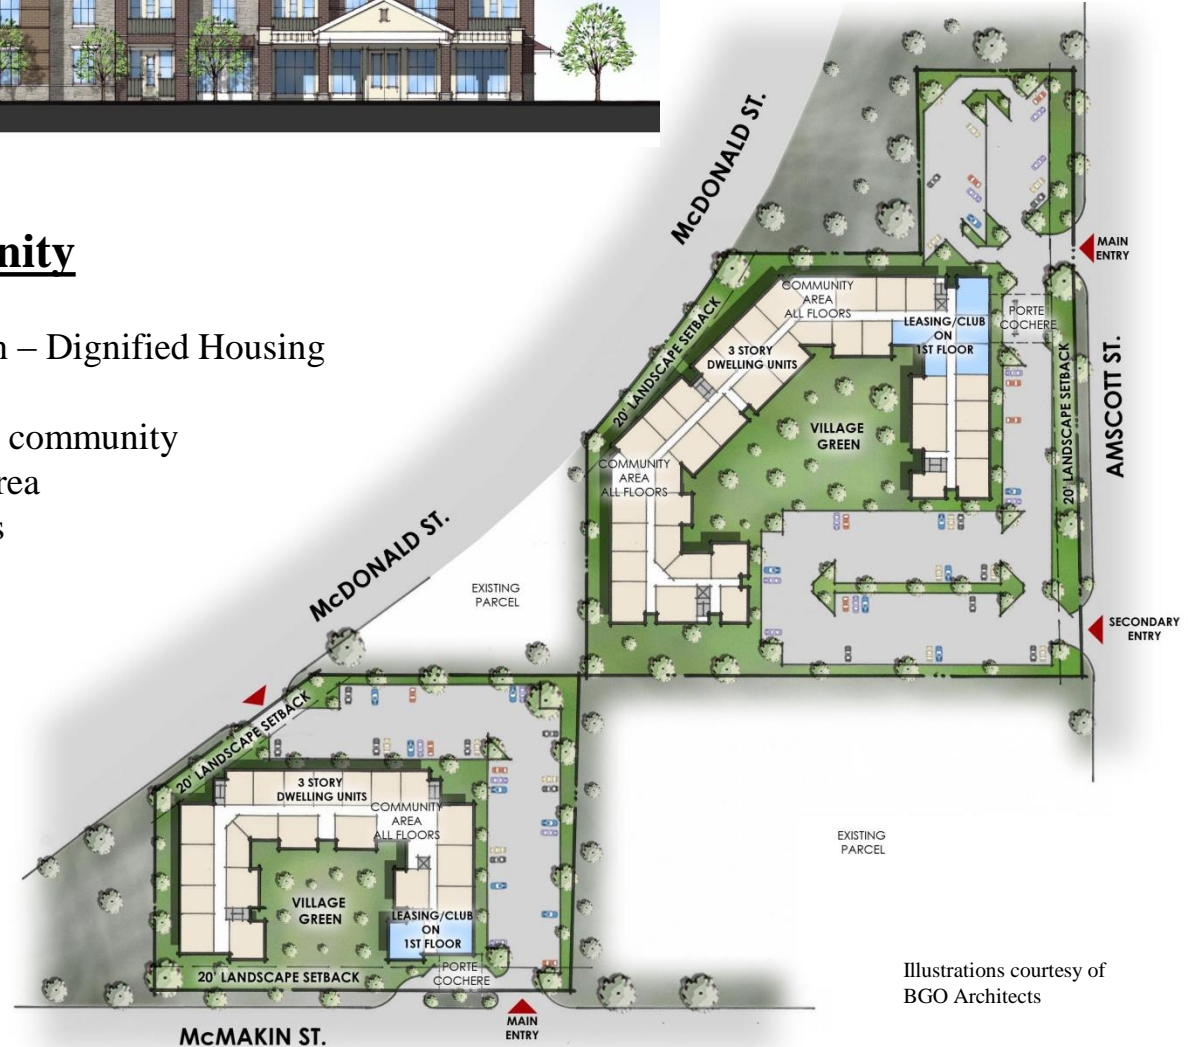 nity
n – Dignified Housing
community
rea
s
McDONALD ST.
MAIN
ENTRY
COMMUNITY
AREA
ALL FLOORS
LEASING/CLUB
ON
1ST FLOOR
PORTE
COCHERE
20' LANDSCAPE SETBACK
3 STORY
DWELLING UNITS
VILLAGE
GREEN
20' LANDSCAPE SETBACK
AMSCOTT ST.
COMMUNITY
AREA
ALL FLOORS
McDONALD ST.
EXISTING
PARCEL
SECONDARY
ENTRY
20' LANDSCAPE SETBACK
3 STORY
DWELLING UNITS
COMMUNITY
AREA
ALL FLOORS
EXISTING
PARCEL
VILLAGE
GREEN
LEASING/CLUB
ON
1ST FLOOR
20' LANDSCAPE SETBACK
PORTE
COCHERE
MAIN
ENTRY
McMAKIN ST.
Illustrations courtesy of
BGO Architects